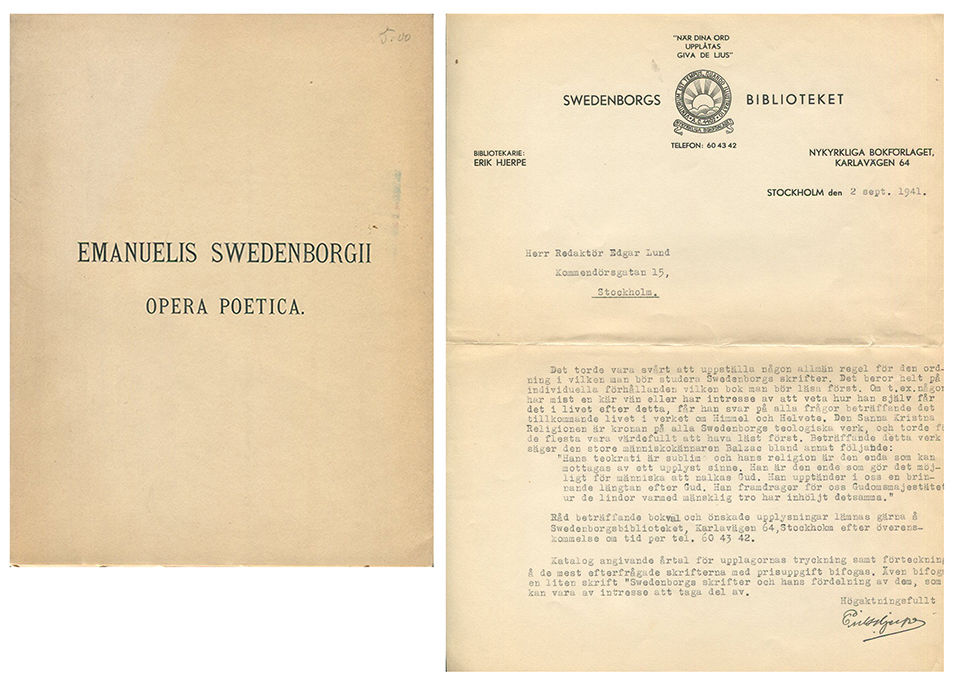 5:00
EMANUELIS SWEDENBORGII
OPERA POETICA.
"NÄR DINA ORD
UPPLÅTAS
GIVA DE LJUS"
SWEDENBORGS BIBLIOTEKET
TELEFON: 60 43 42
BIBLIOTEKARIE:
ERIK HJERPE
NYKYRKLIGA BOKFÖRLAGET,
KARLAVÄGEN 64
STOCKHOLM den 2 sept. 1941.
Herr Redaktör Edgar Lund
Kommendörsgatan 15,
Stockholm.
Det torde vara svårt att uppställa någon allmän regel för den ord-
ning i vilken man bör studera Swedenborgs skrifter. Det beror helt på
individuella förhållanden vilken bok man bör läsa först. Om t.ex.någon
har mist en kär vän eller har intresse av att veta hur han själv får
det i livet efter detta, får han svar på alla frågor beträffande det
tillkommande livet i verket om Himmel och Helvete. Den Sanna Kristna
Religionen är kronan på alla Swedenborgs teologiska verk, och torde fö
de flesta vara värdefullt att hava läst först. Beträffande detta verk
säger den store människokännaren Balzac bland annat följande:
"Hans teokrati är sublim och hans religion är den enda som kan
mottagas av ett upplyst sinne. Han är den ende som gör det möj-
ligt för människa att nalkas Gud. Han upptänder i oss en brin-
nande längtan efter Gud. Han framdrager för oss Gudomsmajestätet
ur de lindor varmed mänsklig tro har inhöljt detsamma."
Råd beträffande bokval och önskade upplysningar lämnas gärna å
Swedenborgsbiblioteket, Karlavägen 64,Stockholm efter överens-
kommelse om tid per tel. 60 43 42.
Katalog angivande årtal för upplagornas tryckning samt förteckning
å de mest efterfrågade skrifterna med prisuppgift bifogas. Även bifoga
en liten skrift "Swedenborgs skrifter och hans fördelning av dem, som
kan vara av intresse att taga del av.
Högaktningsfullt
Erik Hjerpe